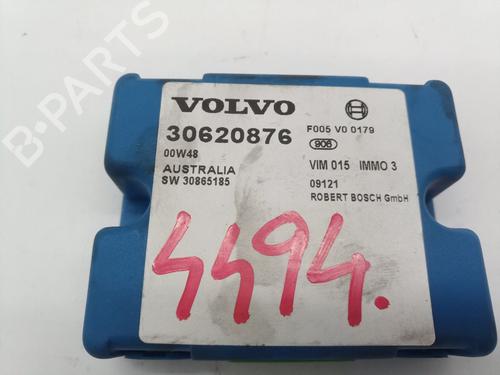 VOLVO
30620876
00W48
AUSTRALIA
SW 30865185
F005 V0 0179
906
VIM 015 IMMO 3
09121
ROBERT BOSCH GmbH
4494.
B-PARTS